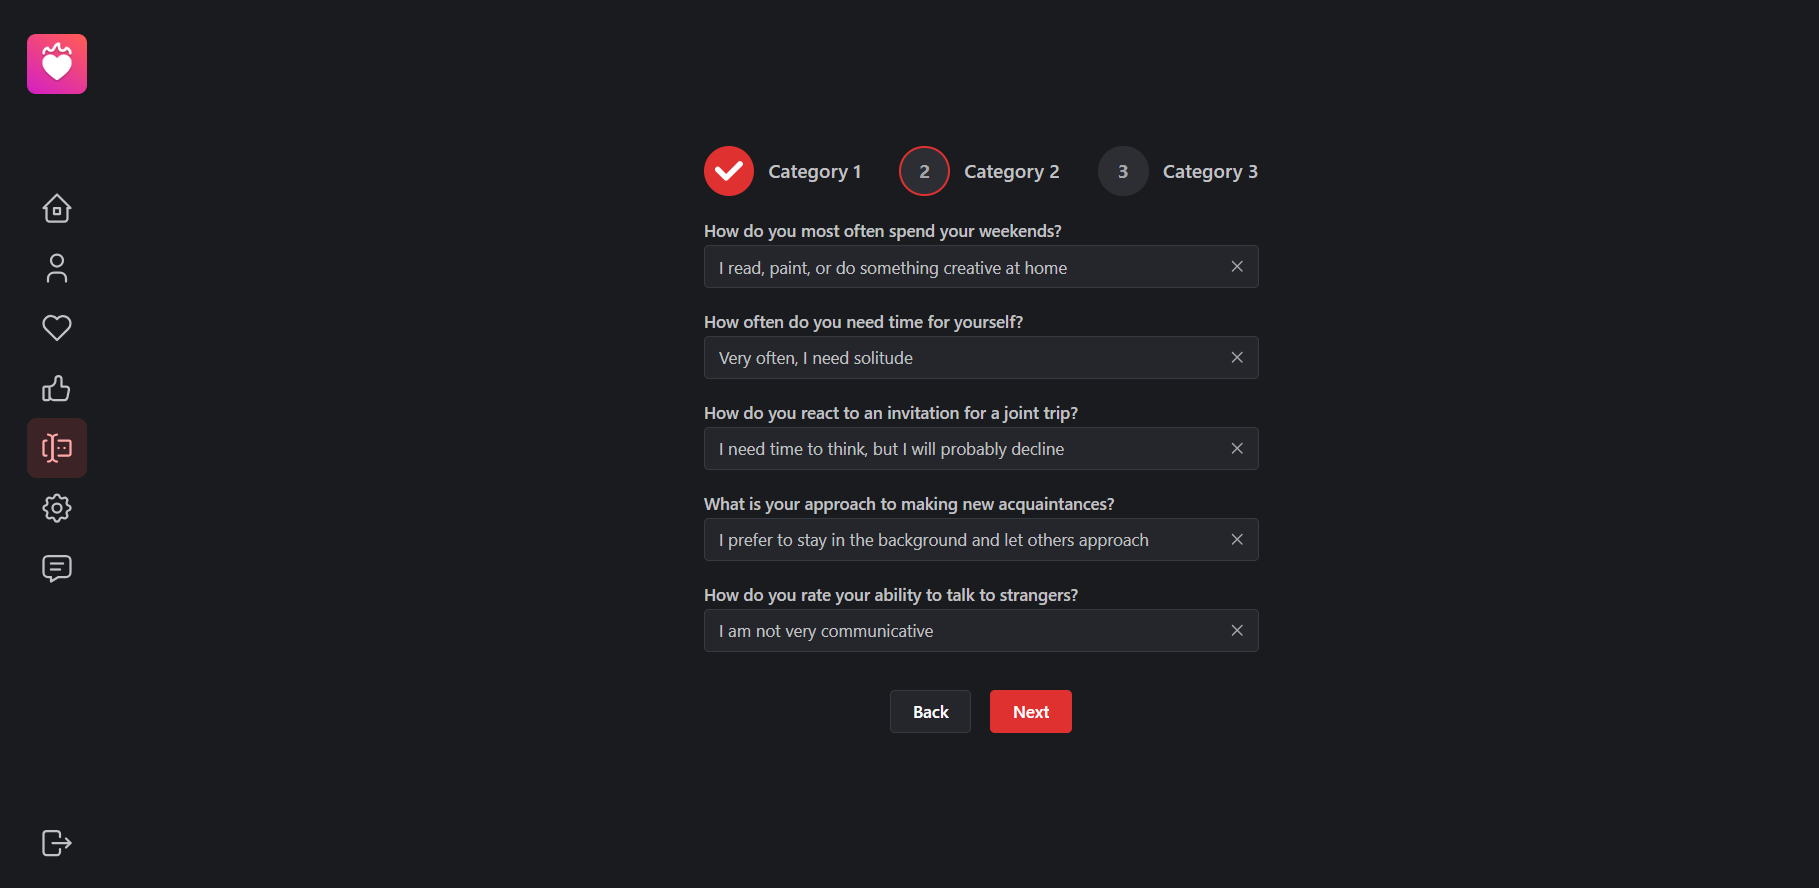 Category 1
2
Category 2
3
Category 3
How do you most often spend your weekends?
I read, paint, or do something creative at home
How often do you need time for yourself?
Very often, I need solitude
How do you react to an invitation for a joint trip?
I need time to think, but I will probably decline
What is your approach to making new acquaintances?
I prefer to stay in the background and let others approach
How do you rate your ability to talk to strangers?
I am not very communicative
Back
Next